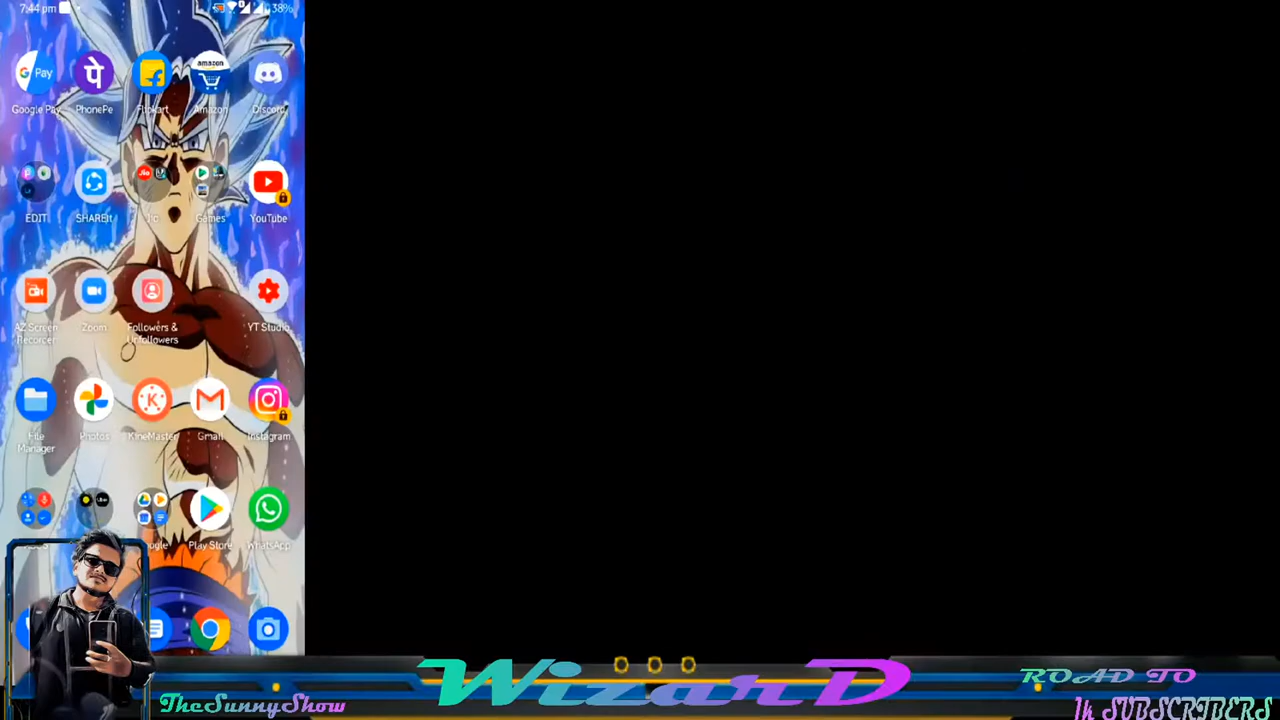 7:44 pm 38%
Google Pay PhonePe Flipkart Amazon Discord
EDIT SHAREit Jio Games YouTube
AZ Screen Recorder Zoom Followers & Unfollowers YT Studio
File Manager Photos KineMaster Gmail Instagram
Play Store WhatsApp
WizarD
ROAD TO
TheSunnyShow
1k SUBSCRIBERS